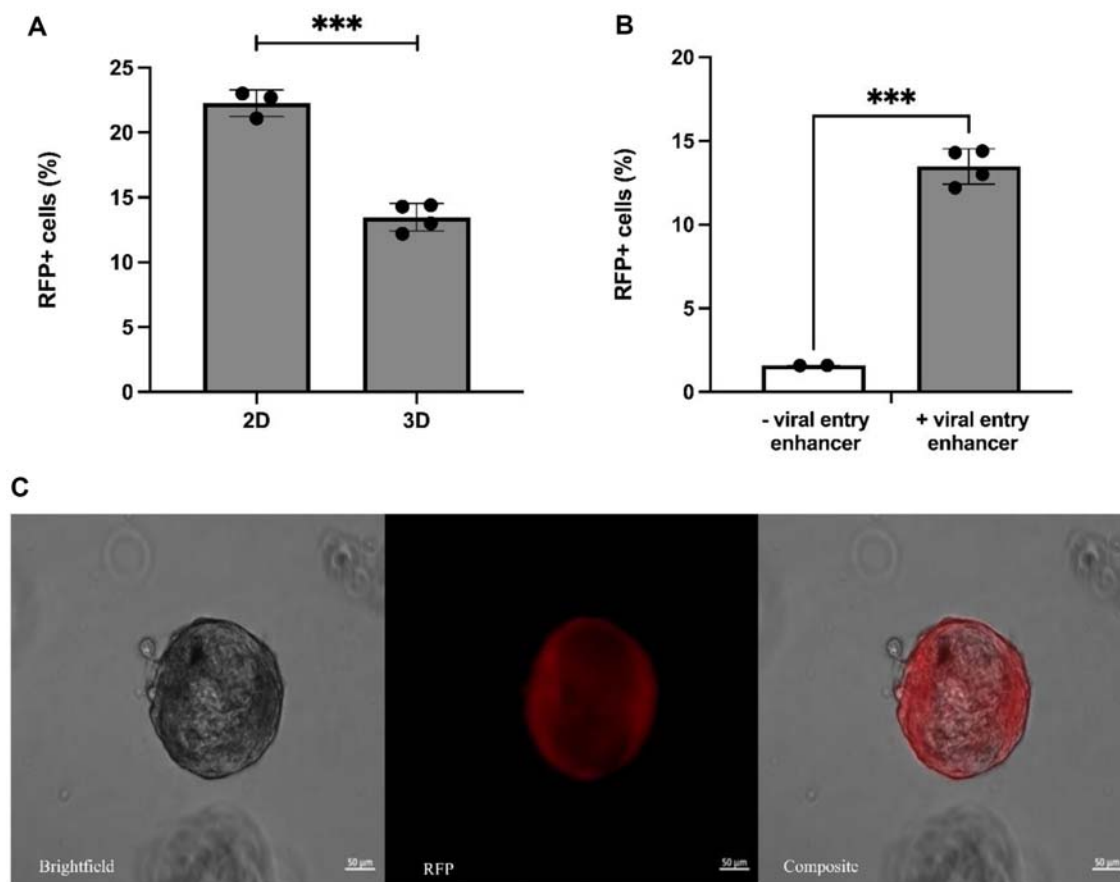 A
***
25
20
15
10
5
0
RFP+ cells (%)
2D
3D
B
***
20
15
10
5
0
RFP+ cells (%)
- viral entry
enhancer
+ viral entry
enhancer
C
Brightfield
50 µm
RFP
50 µm
Composite
50 µm